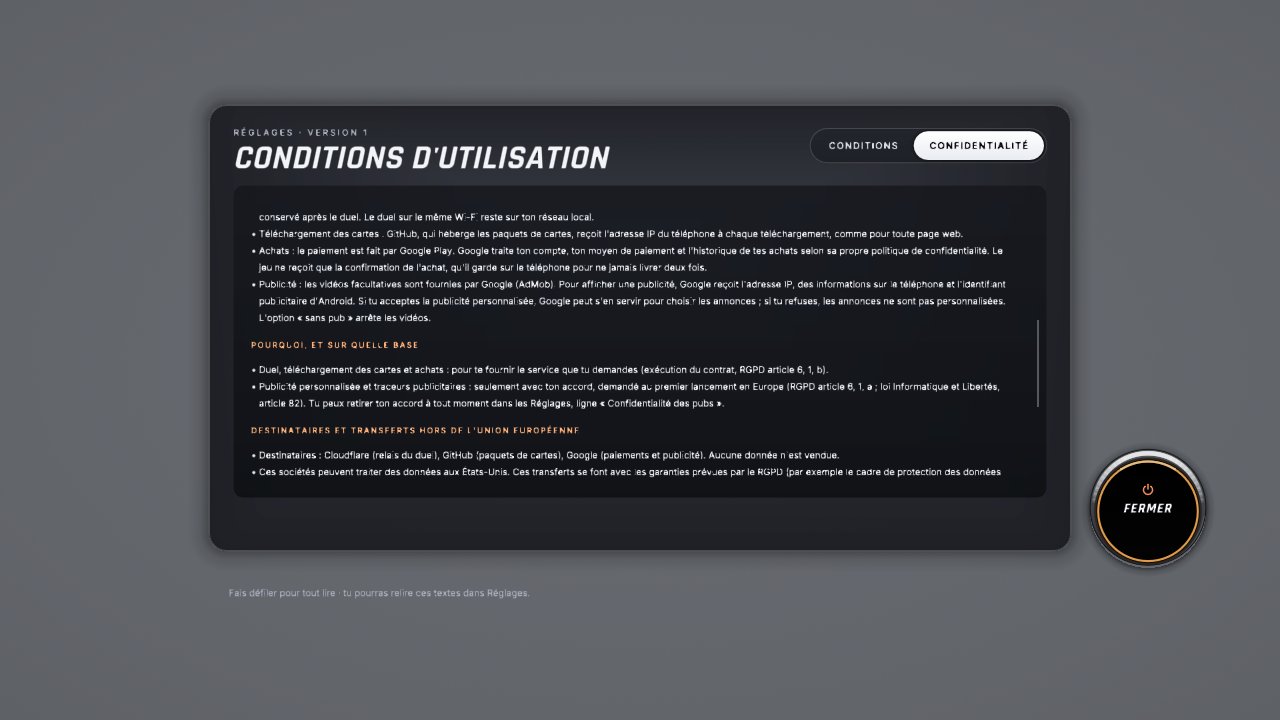 RÉGLAGES · VERSION 1
CONDITIONS D'UTILISATION
CONDITIONS
CONFIDENTIALITÉ
conservé après le duel. Le duel sur le même Wi-Fi reste sur ton réseau local.
• Téléchargement des cartes : GitHub, qui héberge les paquets de cartes, reçoit l'adresse IP du téléphone à chaque téléchargement, comme pour toute page web.
• Achats : le paiement est fait par Google Play. Google traite ton compte, ton moyen de paiement et l'historique de tes achats selon sa propre politique de confidentialité. Le
jeu ne reçoit que la confirmation de l'achat, qu'il garde sur le téléphone pour ne jamais livrer deux fois.
• Publicité : les vidéos facultatives sont fournies par Google (AdMob). Pour afficher une publicité, Google reçoit l'adresse IP, des informations sur le téléphone et l'identifiant
publicitaire d'Android. Si tu acceptes la publicité personnalisée, Google peut s'en servir pour choisir les annonces ; si tu refuses, les annonces ne sont pas personnalisées.
L'option « sans pub » arrête les vidéos.
POURQUOI, ET SUR QUELLE BASE
• Duel, téléchargement des cartes et achats : pour te fournir le service que tu demandes (exécution du contrat, RGPD article 6, 1, b).
• Publicité personnalisée et traceurs publicitaires : seulement avec ton accord, demandé au premier lancement en Europe (RGPD article 6, 1, a ; loi Informatique et Libertés,
article 82). Tu peux retirer ton accord à tout moment dans les Réglages, ligne « Confidentialité des pubs ».
DESTINATAIRES ET TRANSFERTS HORS DE L'UNION EUROPÉENNE
• Destinataires : Cloudflare (relais du duel), GitHub (paquets de cartes), Google (paiements et publicité). Aucune donnée n'est vendue.
• Ces sociétés peuvent traiter des données aux États-Unis. Ces transferts se font avec les garanties prévues par le RGPD (par exemple le cadre de protection des données
FERMER
Fais défiler pour tout lire · tu pourras relire ces textes dans Réglages.